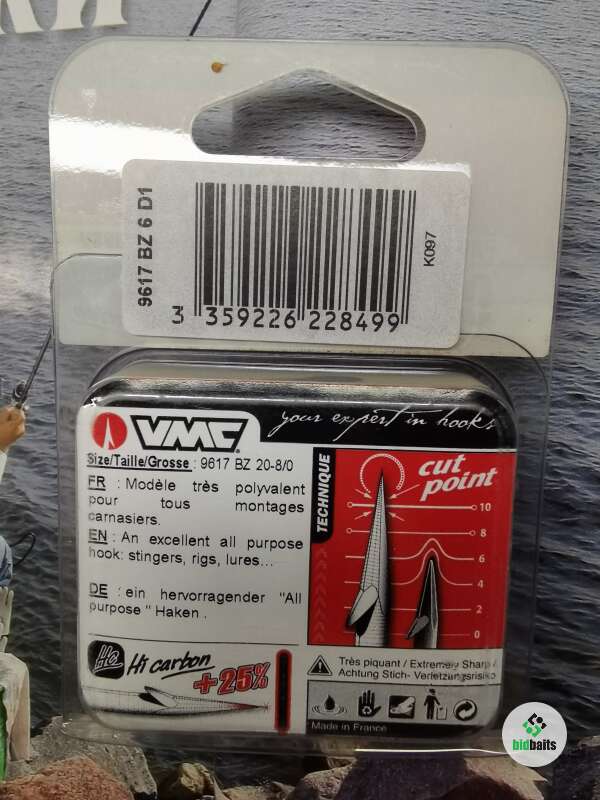 КИ
9617 BZ 6 D1
3 359226 228499
K097
VMC
your expert in hooks
Size/Taille/Grosse : 9617 BZ 20-8/0
FR : Modèle très polyvalent
pour tous montages
carnasiers.
EN : An excellent all purpose
hook: stingers, rigs, lures...
DE : ein hervorragender "All
purpose " Haken .
TECHNIQUE
cut
point
10
8
6
4
2
0
Hc
Hi carbon
+25%
Très piquant / Extremely Sharp /
Achtung Stich- Verletzungsrisiko
Made in France
bidbaits